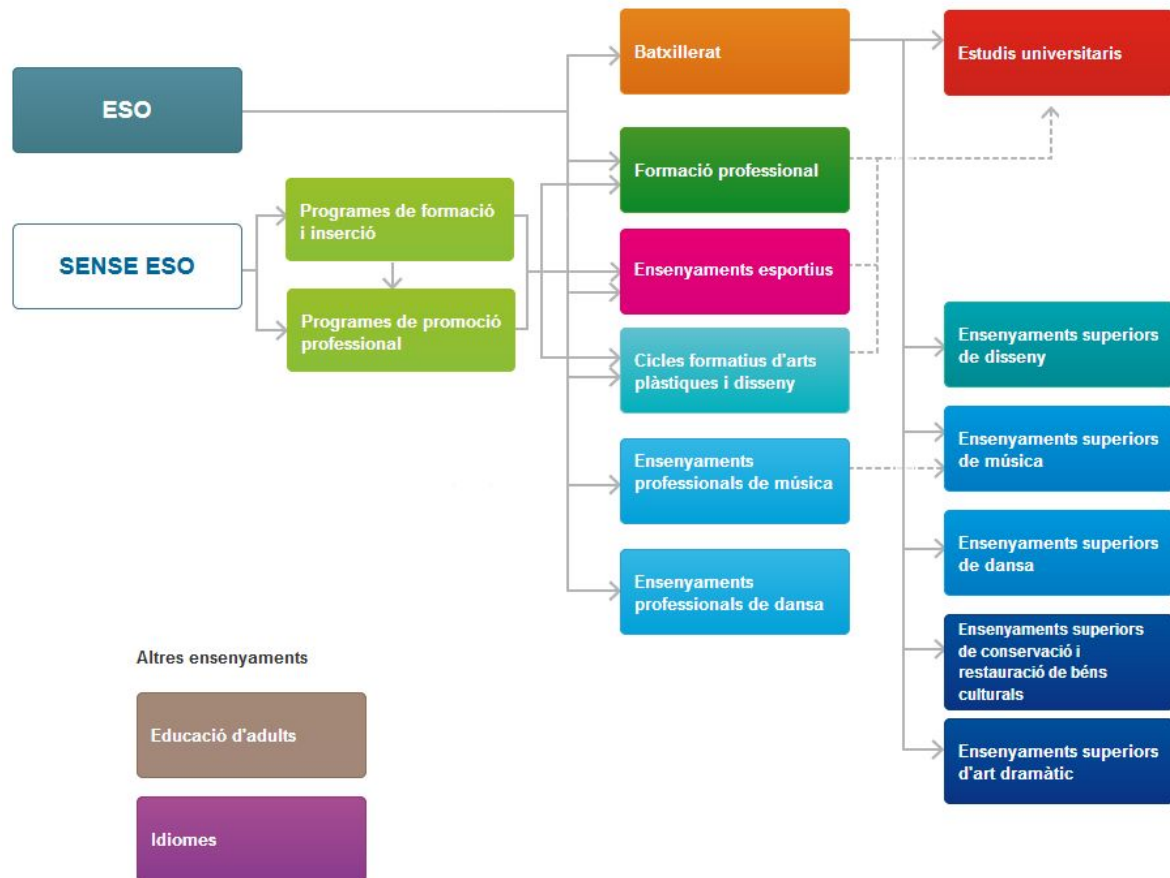 ESO
SENSE ESO
Programes de formació
i inserció
Programes de promoció
professional
Batxillerat
Formació professional
Ensenyaments esportius
Cicles formatius d'arts
plàstiques i disseny
Ensenyaments
professionals de música
Ensenyaments
professionals de dansa
Estudis universitaris
Ensenyaments superiors
de disseny
Ensenyaments superiors
de música
Ensenyaments superiors
de dansa
Ensenyaments superiors
de conservació i
restauració de béns
culturals
Ensenyaments superiors
d'art dramàtic
Altres ensenyaments
Educació d'adults
Idiomes